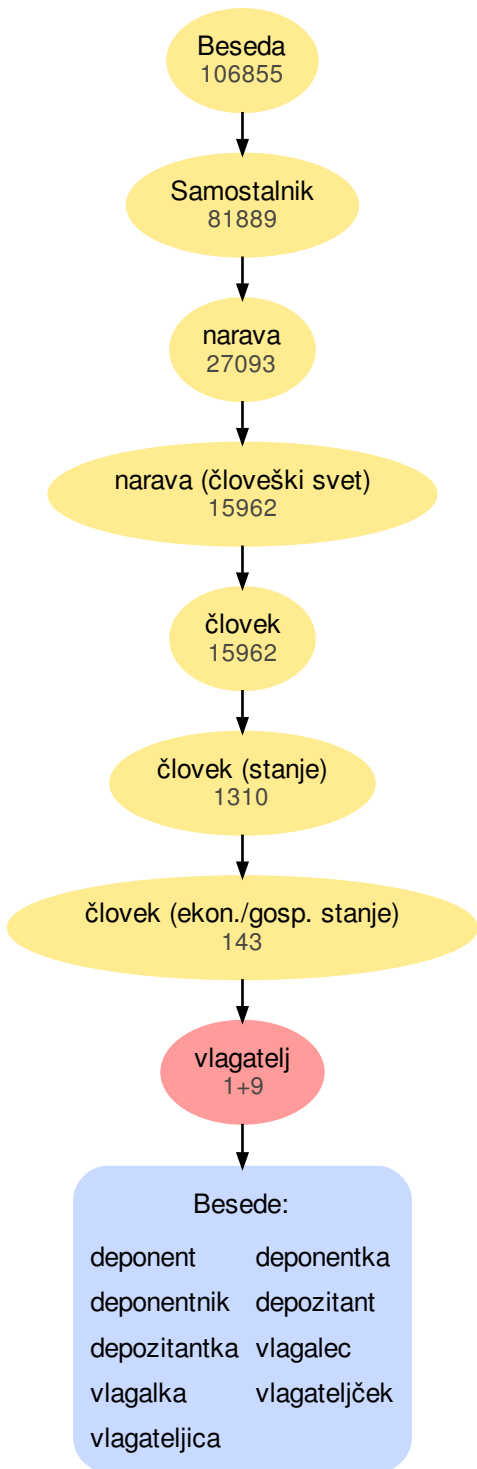 Beseda
106855
Samostalnik
81889
narava
27093
narava (človeški svet)
15962
človek
15962
človek (stanje)
1310
človek (ekon./gosp. stanje)
143
vlagatelj
1+9
Besede:
deponent deponentka
deponentnik depozitant
depozitantka vlagalec
vlagalka vlagateljček
vlagateljica